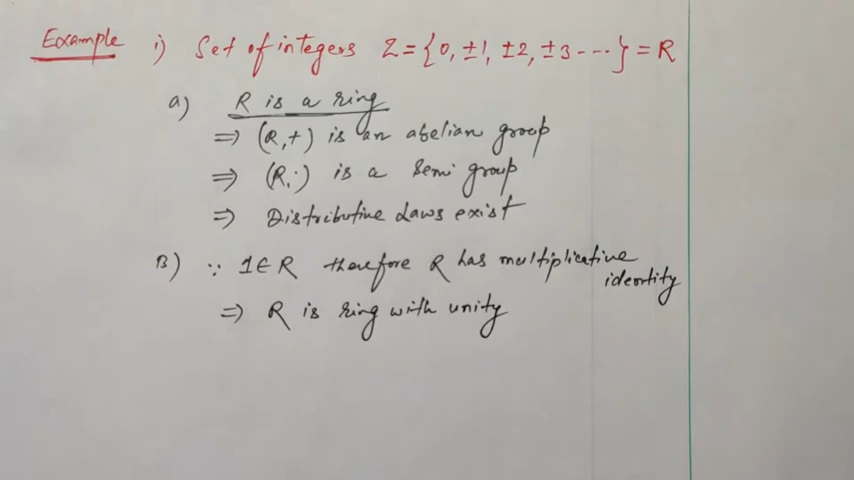 Example i) Set of integers Z = {0, ±1, ±2, ±3 ---- } = R
a) R is a ring
⇒ (R, +) is an abelian group
⇒ (R, ·) is a semi group
⇒ Distributive Laws exist
B) ∵ 1 ∈ R therefore R has multiplicative
identity
⇒ R is ring with unity